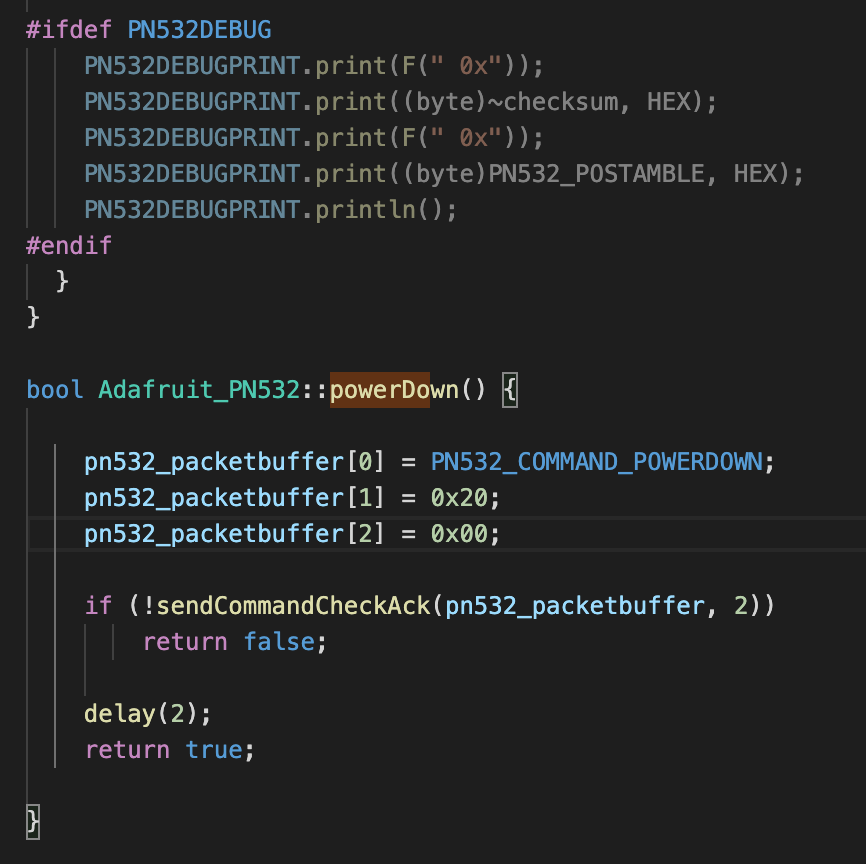 #ifdef PN532DEBUG
PN532DEBUGPRINT.print(F(" 0x"));
PN532DEBUGPRINT.print((byte)~checksum, HEX);
PN532DEBUGPRINT.print(F(" 0x"));
PN532DEBUGPRINT.print((byte)PN532_POSTAMBLE, HEX);
PN532DEBUGPRINT.println();
#endif
}
}
bool Adafruit_PN532::powerDown() {
pn532_packetbuffer[0] = PN532_COMMAND_POWERDOWN;
pn532_packetbuffer[1] = 0x20;
pn532_packetbuffer[2] = 0x00;
if (!sendCommandCheckAck(pn532_packetbuffer, 2))
return false;
delay(2);
return true;
}